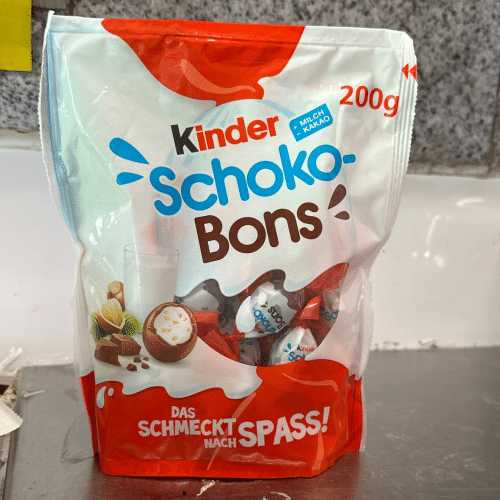 200g
kinder
+ MILCH
- KAKAO
Schoko-
Bons
DAS
SCHMECKT
NACH SPASS!